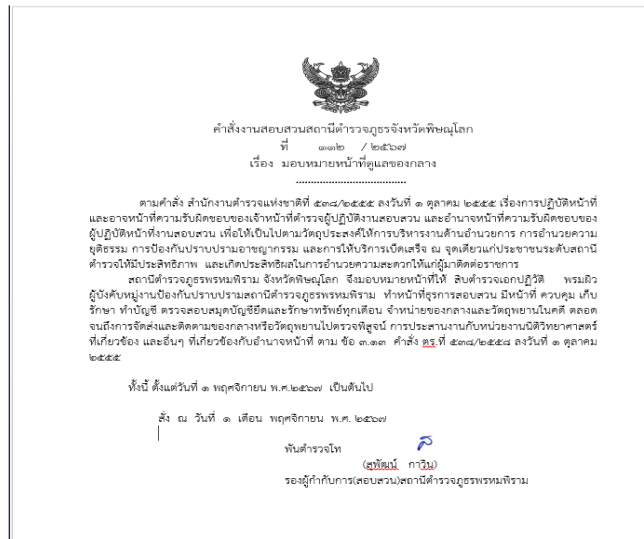 คำสั่งงานสอบสวนสถานีตำรวจภูธรจังหวัดพิษณุโลก
ที่ ๓๓๒ / ๒๕๖๗
เรื่อง มอบหมายหน้าที่ดูแลของกลาง
....................................
ตามคำสั่ง สำนักงานตำรวจแห่งชาติที่ ๕๓๘/๒๕๕๕ ลงวันที่ ๑ ตุลาคม ๒๕๕๕ เรื่องการปฏิบัติหน้าที่
และอาจหน้าที่ความรับผิดชอบของเจ้าหน้าที่ตำรวจผู้ปฏิบัติงานสอบสวน และอำนาจหน้าที่ความรับผิดชอบของ
ผู้ปฏิบัติหน้าที่งานสอบสวน เพื่อให้เป็นไปตามวัตถุประสงค์ให้การบริหารงานด้านอำนวยการ การอำนวยความ
ยุติธรรม การป้องกันปราบปรามอาชญากรรม และการให้บริการเบ็ดเสร็จ ณ จุดเดียวแก่ประชาชนระดับสถานี
ตำรวจให้มีประสิทธิภาพ และเกิดประสิทธิผลในการอำนวยความสะดวกให้แก่ผู้มาติดต่อราชการ
สถานีตำรวจภูธรพรหมพิราม จังหวัดพิษณุโลก จึงมอบหมายหน้าที่ให้ สิบตำรวจเอกปฏิวัติ พรมผิว
ผู้บังคับหมู่งานป้องกันปราบปรามสถานีตำรวจภูธรพรหมพิราม ทำหน้าที่ธุรการสอบสวน มีหน้าที่ ควบคุม เก็บ
รักษา ทำบัญชี ตรวจสอบสมุดบัญชียึดและรักษาทรัพย์ทุกเดือน จำหน่ายของกลางและวัตถุพยานในคดี ตลอด
จนถึงการจัดส่งและติดตามของกลางหรือวัตถุพยานไปตรวจพิสูจน์ การประสานงานกับหน่วยงานนิติวิทยาศาสตร์
ที่เกี่ยวข้อง และอื่นๆ ที่เกี่ยวข้องกับอำนาจหน้าที่ ตาม ข้อ ๓.๑๓ คำสั่ง ตร.ที่ ๕๓๘/๒๕๕๘ ลงวันที่ ๑ ตุลาคม
๒๕๕๕
ทั้งนี้ ตั้งแต่วันที่ ๑ พฤศจิกายน พ.ศ.๒๕๖๗ เป็นต้นไป
สั่ง ณ วันที่ ๑ เดือน พฤศจิกายน พ.ศ. ๒๕๖๗
พันตำรวจโท
(สุพัฒน์ กาวิน)
รองผู้กำกับการ(สอบสวน)สถานีตำรวจภูธรพรหมพิราม